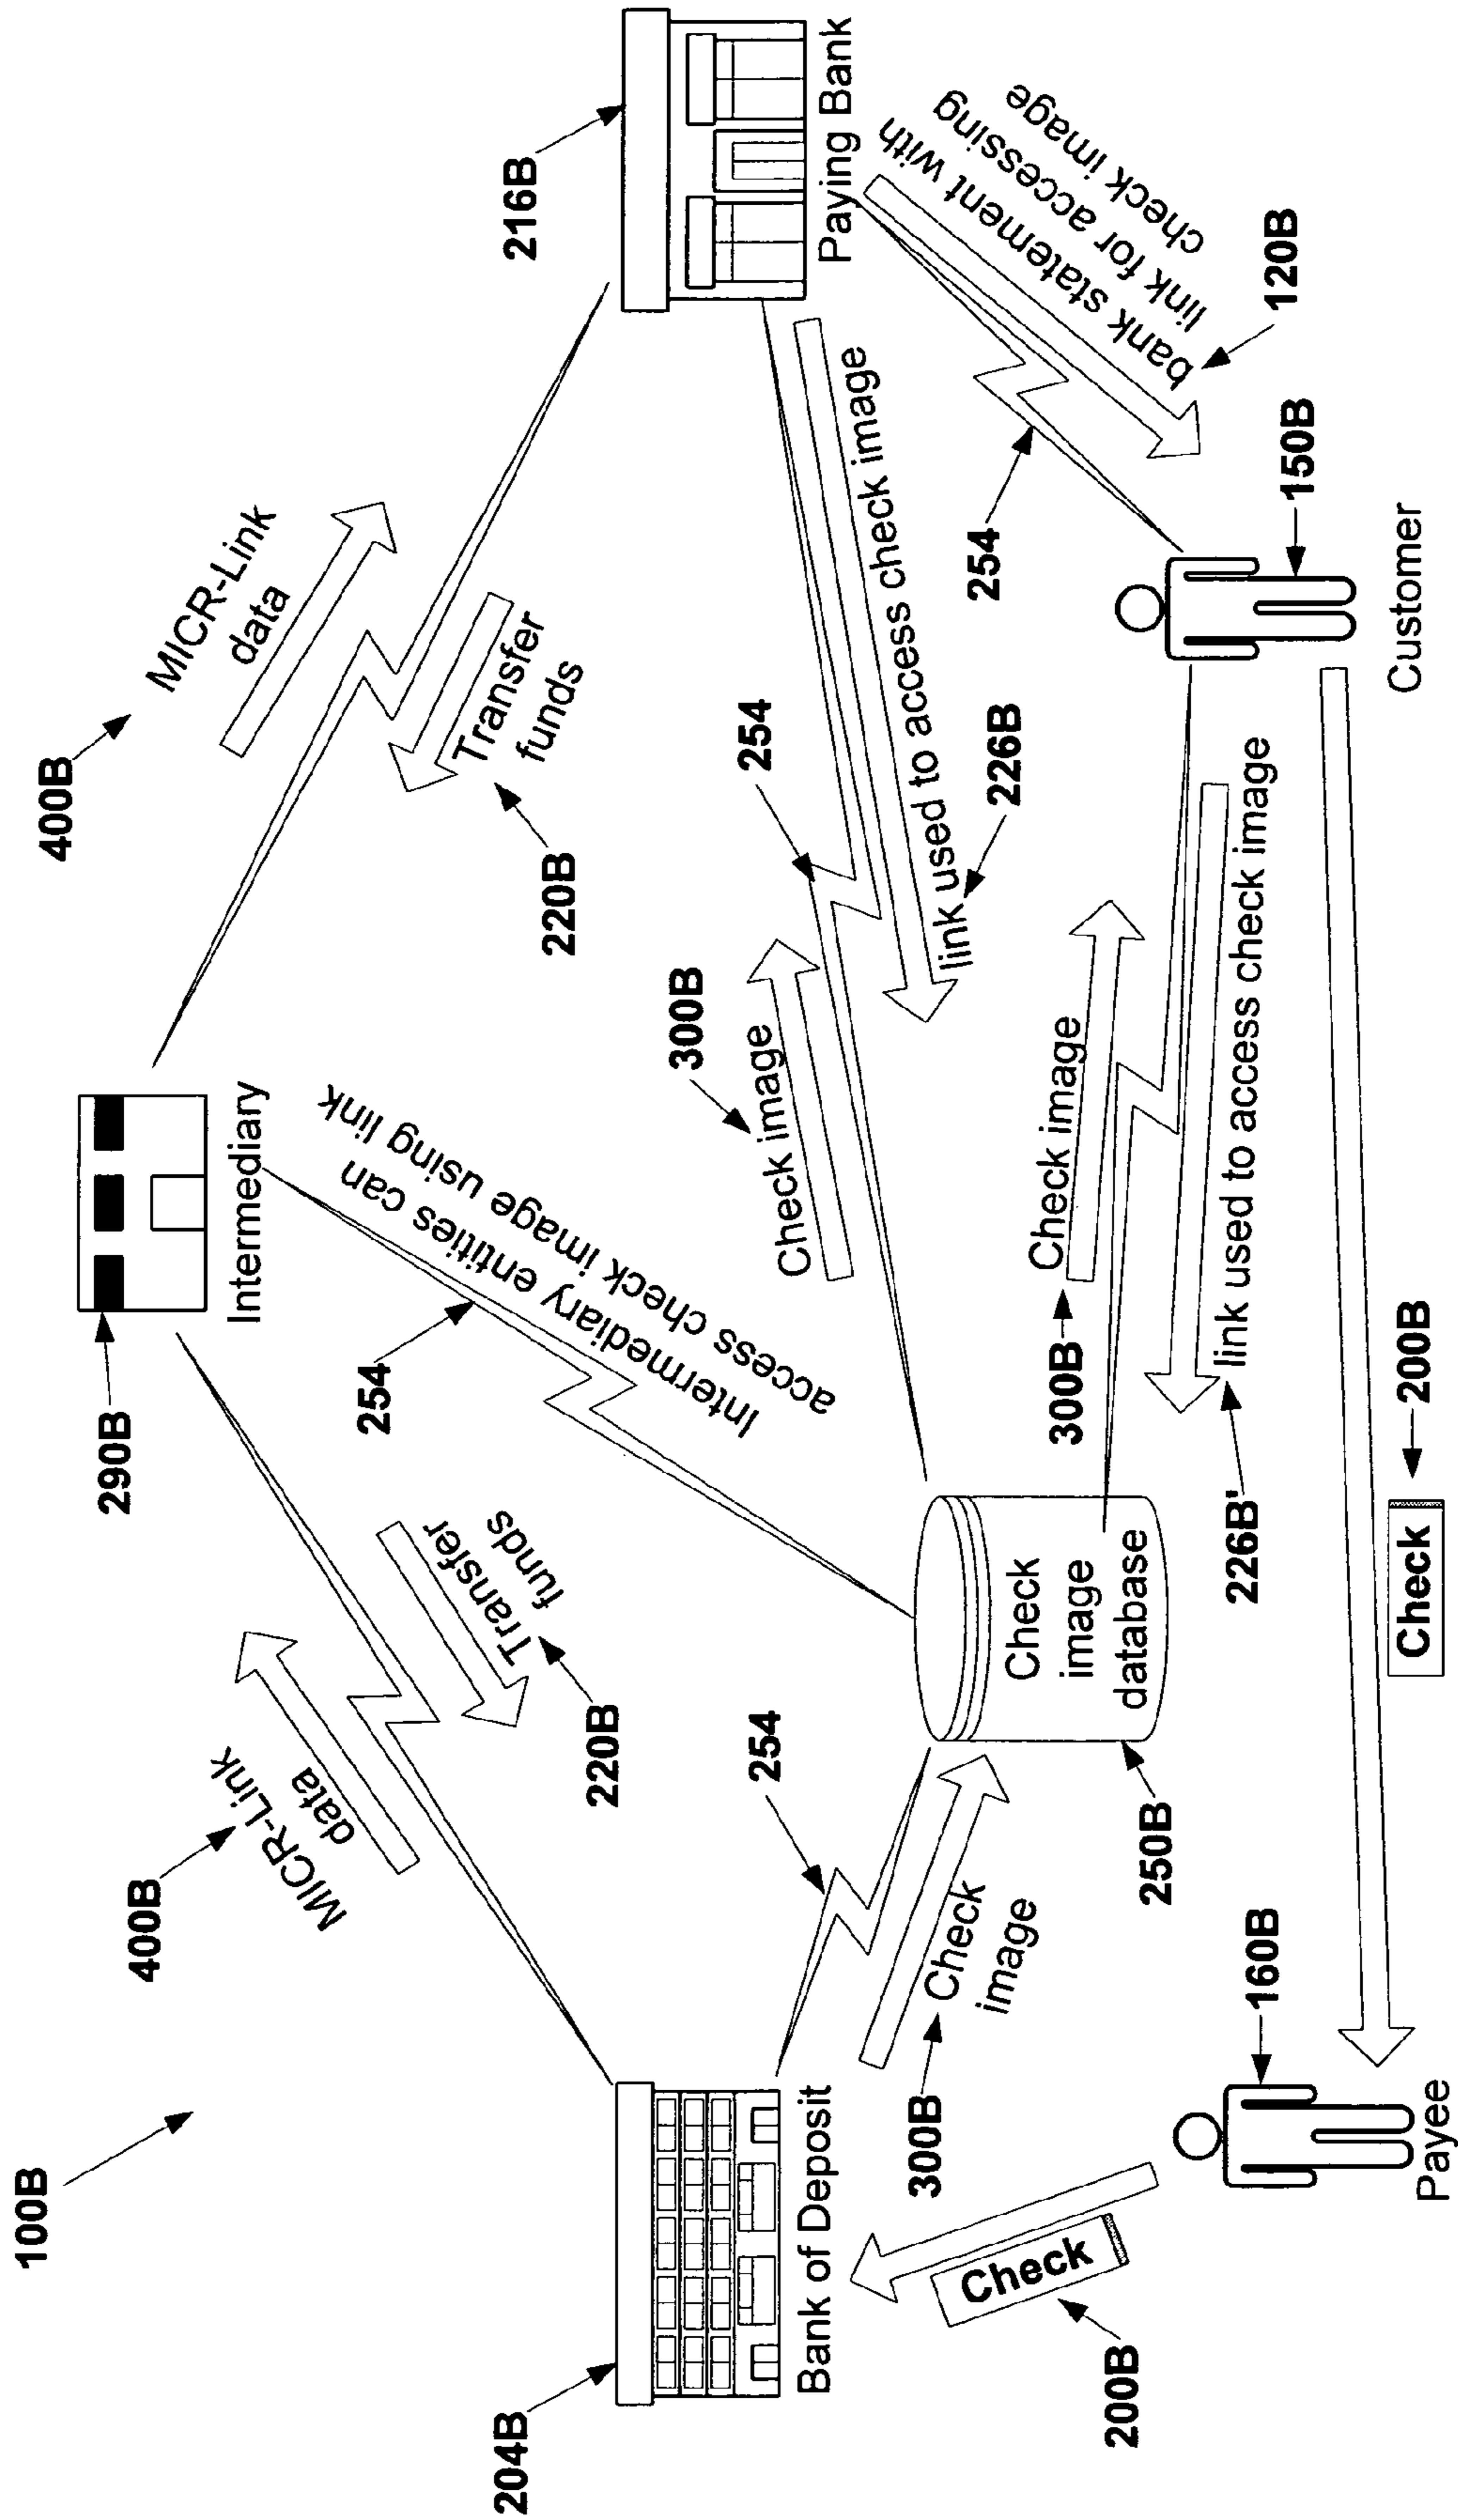 100B
400B
MICR-Link
data
290B
Intermediary
400B
MICR-Link
data
204B
Bank of Deposit
220B
Transfer
funds
254
Intermediary entities can
access check image using link
220B
Transfer
funds
216B
Paying Bank
254
300B
Check
image
Check
image
database
250B
300B
Check image
254
link used to access check image
226B
254
bank statement with
link for accessing
check image
120B
200B
Check
160B
Payee
300B
Check image
226B'
link used to access check image
150B
Customer
Check
200B